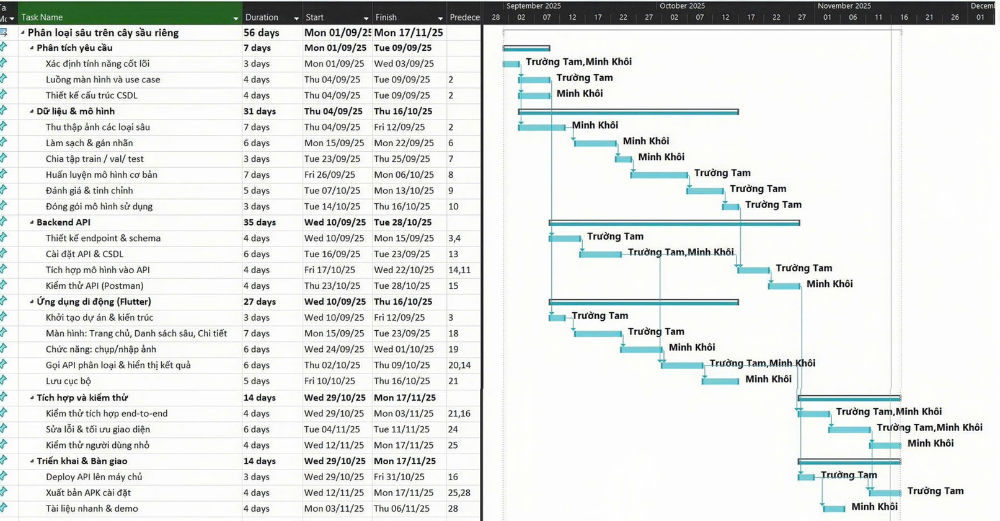 Ta
Mc Task Name Duration Start Finish Predece
September 2025 October 2025 November 2025 Decem
28 02 07 12 17 22 27 02 07 12 17 22 27 01 06 11 16 21 26 01
Phân loại sâu trên cây sầu riêng 56 days Mon 01/09/25 Mon 17/11/25
Phân tích yêu cầu 7 days Mon 01/09/25 Tue 09/09/25
Xác định tính năng cốt lõi 3 days Mon 01/09/25 Wed 03/09/25 Trường Tam,Minh Khôi
Luồng màn hình và use case 4 days Thu 04/09/25 Tue 09/09/25 2 Trường Tam
Thiết kế cấu trúc CSDL 4 days Thu 04/09/25 Tue 09/09/25 2 Minh Khôi
Dữ liệu & mô hình 31 days Thu 04/09/25 Thu 16/10/25
Thu thập ảnh các loại sâu 7 days Thu 04/09/25 Fri 12/09/25 2 Minh Khôi
Làm sạch & gán nhãn 6 days Mon 15/09/25 Mon 22/09/25 6 Minh Khôi
Chia tập train / val/ test 3 days Tue 23/09/25 Thu 25/09/25 7 Minh Khôi
Huấn luyện mô hình cơ bản 7 days Fri 26/09/25 Mon 06/10/25 8 Trường Tam
Đánh giá & tinh chỉnh 5 days Tue 07/10/25 Mon 13/10/25 9 Trường Tam
Đóng gói mô hình sử dụng 3 days Tue 14/10/25 Thu 16/10/25 10 Trường Tam
Backend API 35 days Wed 10/09/25 Tue 28/10/25
Thiết kế endpoint & schema 4 days Wed 10/09/25 Mon 15/09/25 3,4 Trường Tam
Cài đặt API & CSDL 6 days Tue 16/09/25 Tue 23/09/25 13 Trường Tam,Minh Khôi
Tích hợp mô hình vào API 4 days Fri 17/10/25 Wed 22/10/25 14,11 Trường Tam
Kiểm thử API (Postman) 4 days Thu 23/10/25 Tue 28/10/25 15 Minh Khôi
Ứng dụng di động (Flutter) 27 days Wed 10/09/25 Thu 16/10/25
Khởi tạo dự án & kiến trúc 3 days Wed 10/09/25 Fri 12/09/25 3 Trường Tam
Màn hình: Trang chủ, Danh sách sâu, Chi tiết 7 days Mon 15/09/25 Tue 23/09/25 18 Trường Tam
Chức năng: chụp/nhập ảnh 6 days Wed 24/09/25 Wed 01/10/25 19 Minh Khôi
Gọi API phân loại & hiển thị kết quả 6 days Thu 02/10/25 Thu 09/10/25 20,14 Trường Tam,Minh Khôi
Lưu cục bộ 5 days Fri 10/10/25 Thu 16/10/25 21 Minh Khôi
Tích hợp và kiểm thử 14 days Wed 29/10/25 Mon 17/11/25
Kiểm thử tích hợp end-to-end 4 days Wed 29/10/25 Mon 03/11/25 21,16 Trường Tam,Minh Khôi
Sửa lỗi & tối ưu giao diện 6 days Tue 04/11/25 Tue 11/11/25 24 Trường Tam,Minh Khôi
Kiểm thử người dùng nhỏ 4 days Wed 12/11/25 Mon 17/11/25 25 Minh Khôi
Triển khai & Bàn giao 14 days Wed 29/10/25 Mon 17/11/25
Deploy API lên máy chủ 3 days Wed 29/10/25 Fri 31/10/25 16 Trường Tam
Xuất bản APK cài đặt 4 days Wed 12/11/25 Mon 17/11/25 25,28 Trường Tam
Tài liệu nhanh & demo 4 days Mon 03/11/25 Thu 06/11/25 28 Minh Khôi